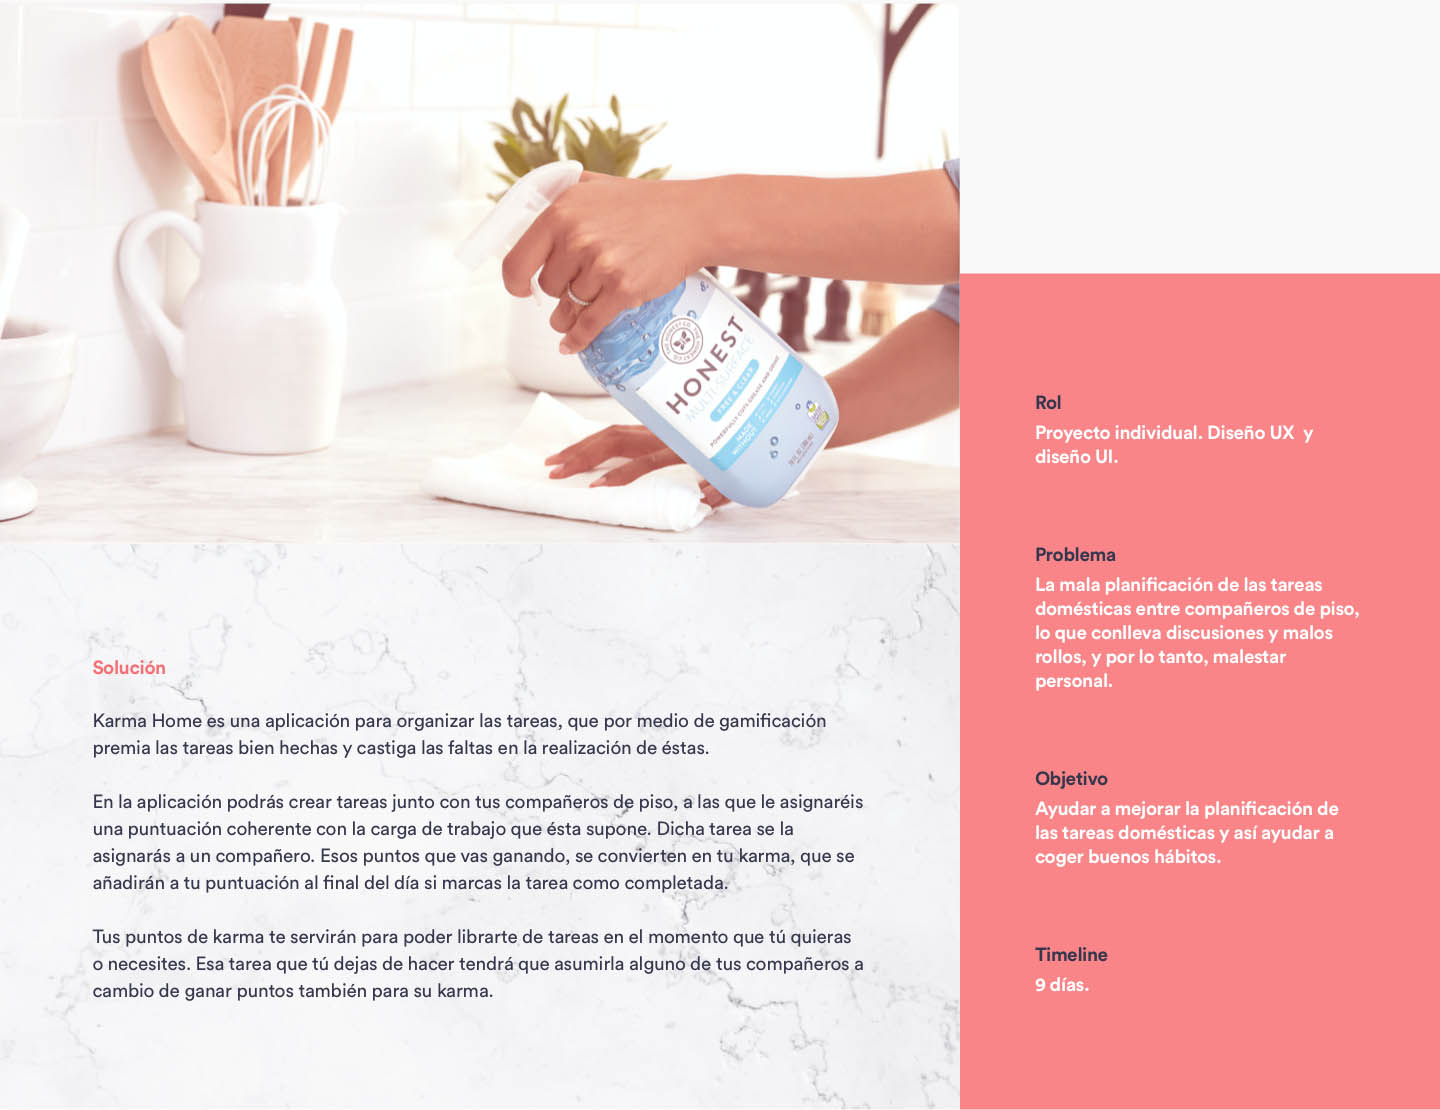 HONEST
MULTI-SURFACE
FREE & CLEAR
POWERFULLY CUTS GREASE AND GRIME
MADE
WITHOUT
Rol
Proyecto individual. Diseño UX  y
diseño UI.
Problema
La mala planificación de las tareas
domésticas entre compañeros de piso,
lo que conlleva discusiones y malos
rollos, y por lo tanto, malestar
personal.
Objetivo
Ayudar a mejorar la planificación de
las tareas domésticas y así ayudar a
coger buenos hábitos.
Timeline
9 días.
Solución
Karma Home es una aplicación para organizar las tareas, que por medio de gamificación
premia las tareas bien hechas y castiga las faltas en la realización de éstas.
En la aplicación podrás crear tareas junto con tus compañeros de piso, a las que le asignaréis
una puntuación coherente con la carga de trabajo que ésta supone. Dicha tarea se la
asignarás a un compañero. Esos puntos que vas ganando, se convierten en tu karma, que se
añadirán a tu puntuación al final del día si marcas la tarea como completada.
Tus puntos de karma te servirán para poder librarte de tareas en el momento que tú quieras
o necesites. Esa tarea que tú dejas de hacer tendrá que asumirla alguno de tus compañeros a
cambio de ganar puntos también para su karma.